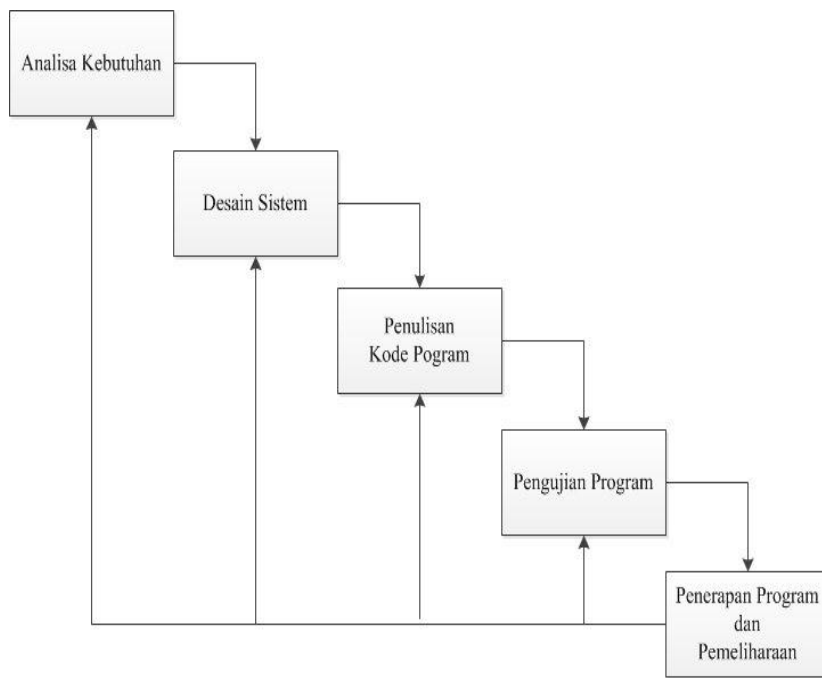 Analisa Kebutuhan
Desain Sistem
Penulisan
Kode Pogram
Pengujian Program
Penerapan Program
dan
Pemeliharaan